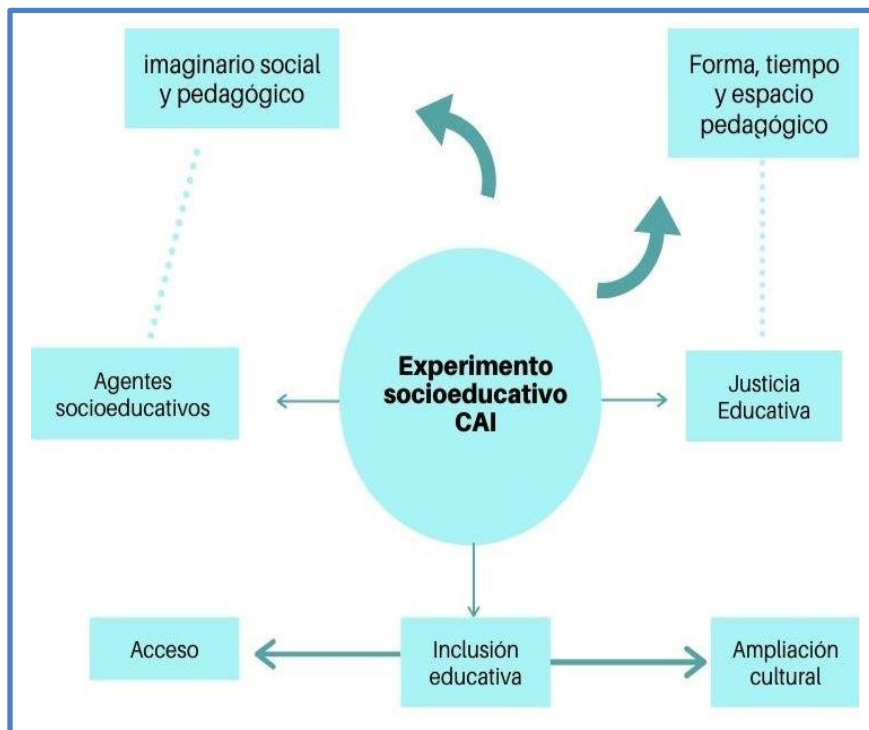 imaginario social
y pedagógico
Forma, tiempo
y espacio
pedagógico
Experimento
socioeducativo
CAI
Agentes
socioeducativos
Justicia
Educativa
Acceso
Inclusión
educativa
Ampliación
cultural